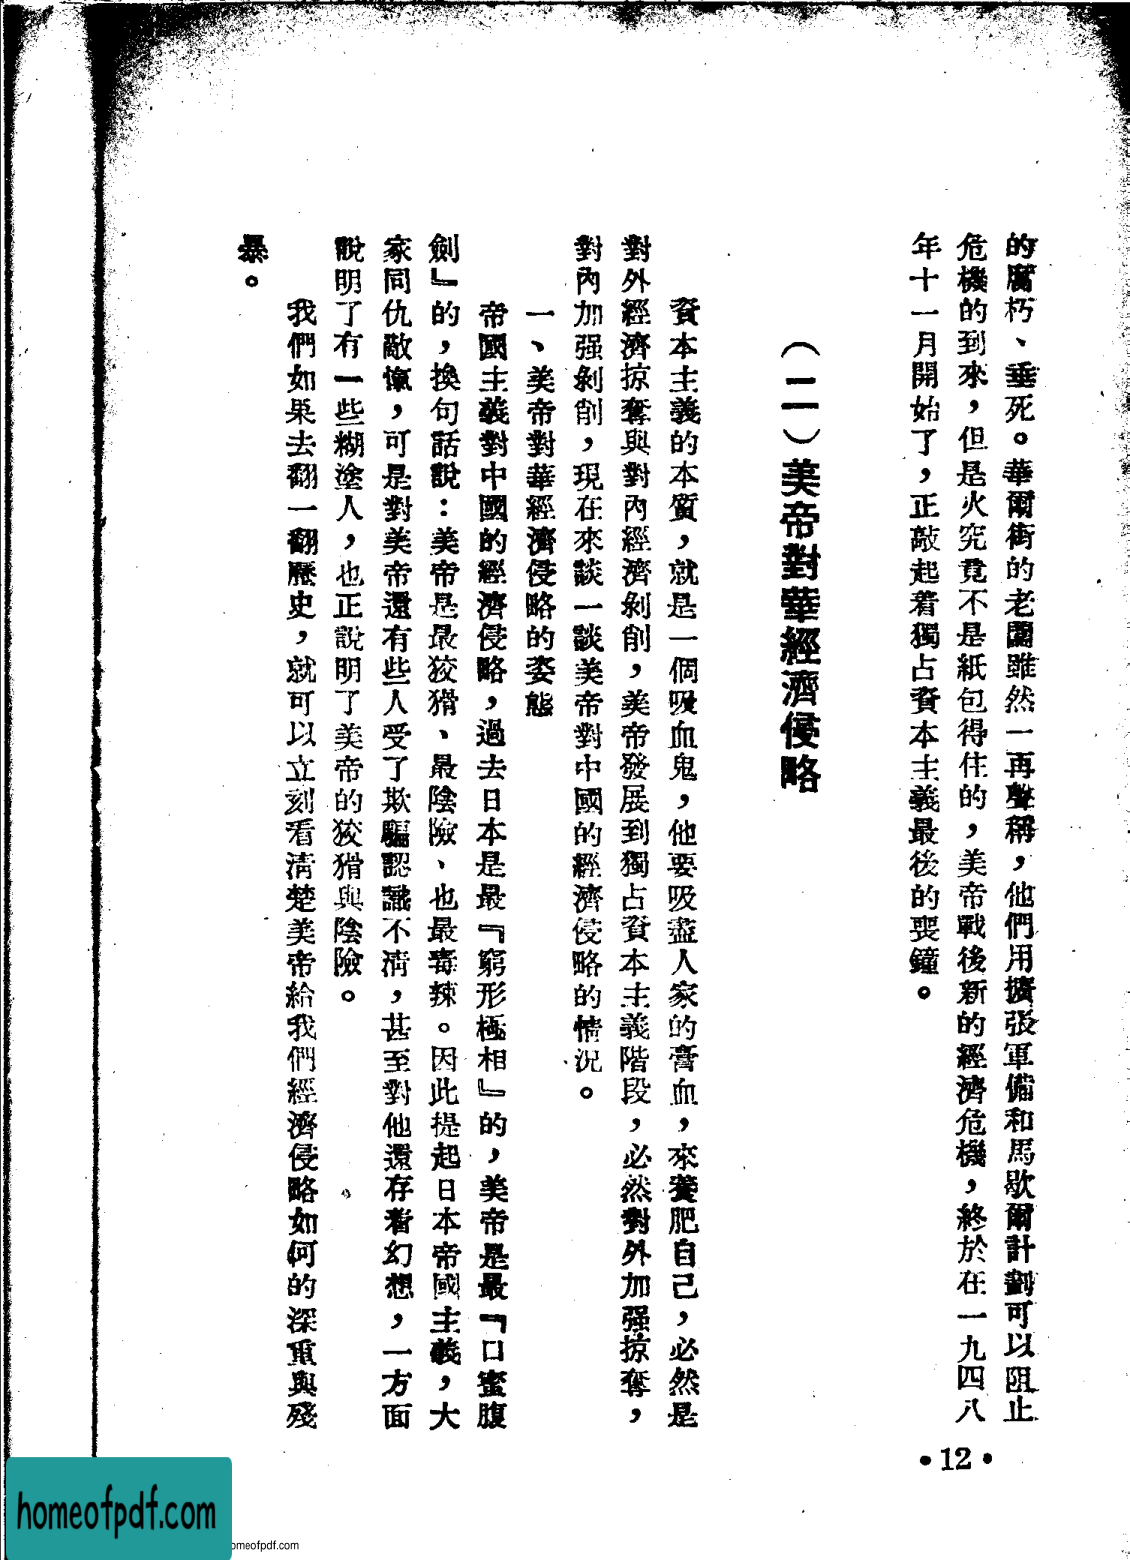 的腐朽、垂死。華爾街的老闆雖然一再聲稱，他們用擴張軍備和馬歇爾計劃可以阻止
危機的到來，但是火究竟不是紙包得住的，美帝戰後新的經濟危機，終於在一九四八
年十一月開始了，正敲起着獨占資本主義最後的喪鐘。
（二）美帝對華經濟侵略
資本主義的本質，就是一個吸血鬼，他要吸盡人家的膏血，來養肥自己，必然是
對外經濟掠奪與對內經濟剝削，美帝發展到獨占資本主義階段，必然對外加强掠奪，
對內加强剝削，現在來談一談美帝對中國的經濟侵略的情況。
一、美帝對華經濟侵略的姿態
帝國主義對中國的經濟侵略，過去日本是最『窮形極相』的，美帝是最『口蜜腹
劍』的，換句話說：美帝是最狡猾、最陰險、也最毒辣。因此提起日本帝國主義，大
家同仇敵愾，可是對美帝還有些人受了欺騙認識不清，甚至對他還存着幻想，一方面
說明了有一些糊塗人，也正說明了美帝的狡猾與陰險。
我們如果去翻一翻歷史，就可以立刻看清楚美帝給我們經濟侵略如何的深重與殘
暴。
•12•
homeofpdf.com
omeofpdf.com